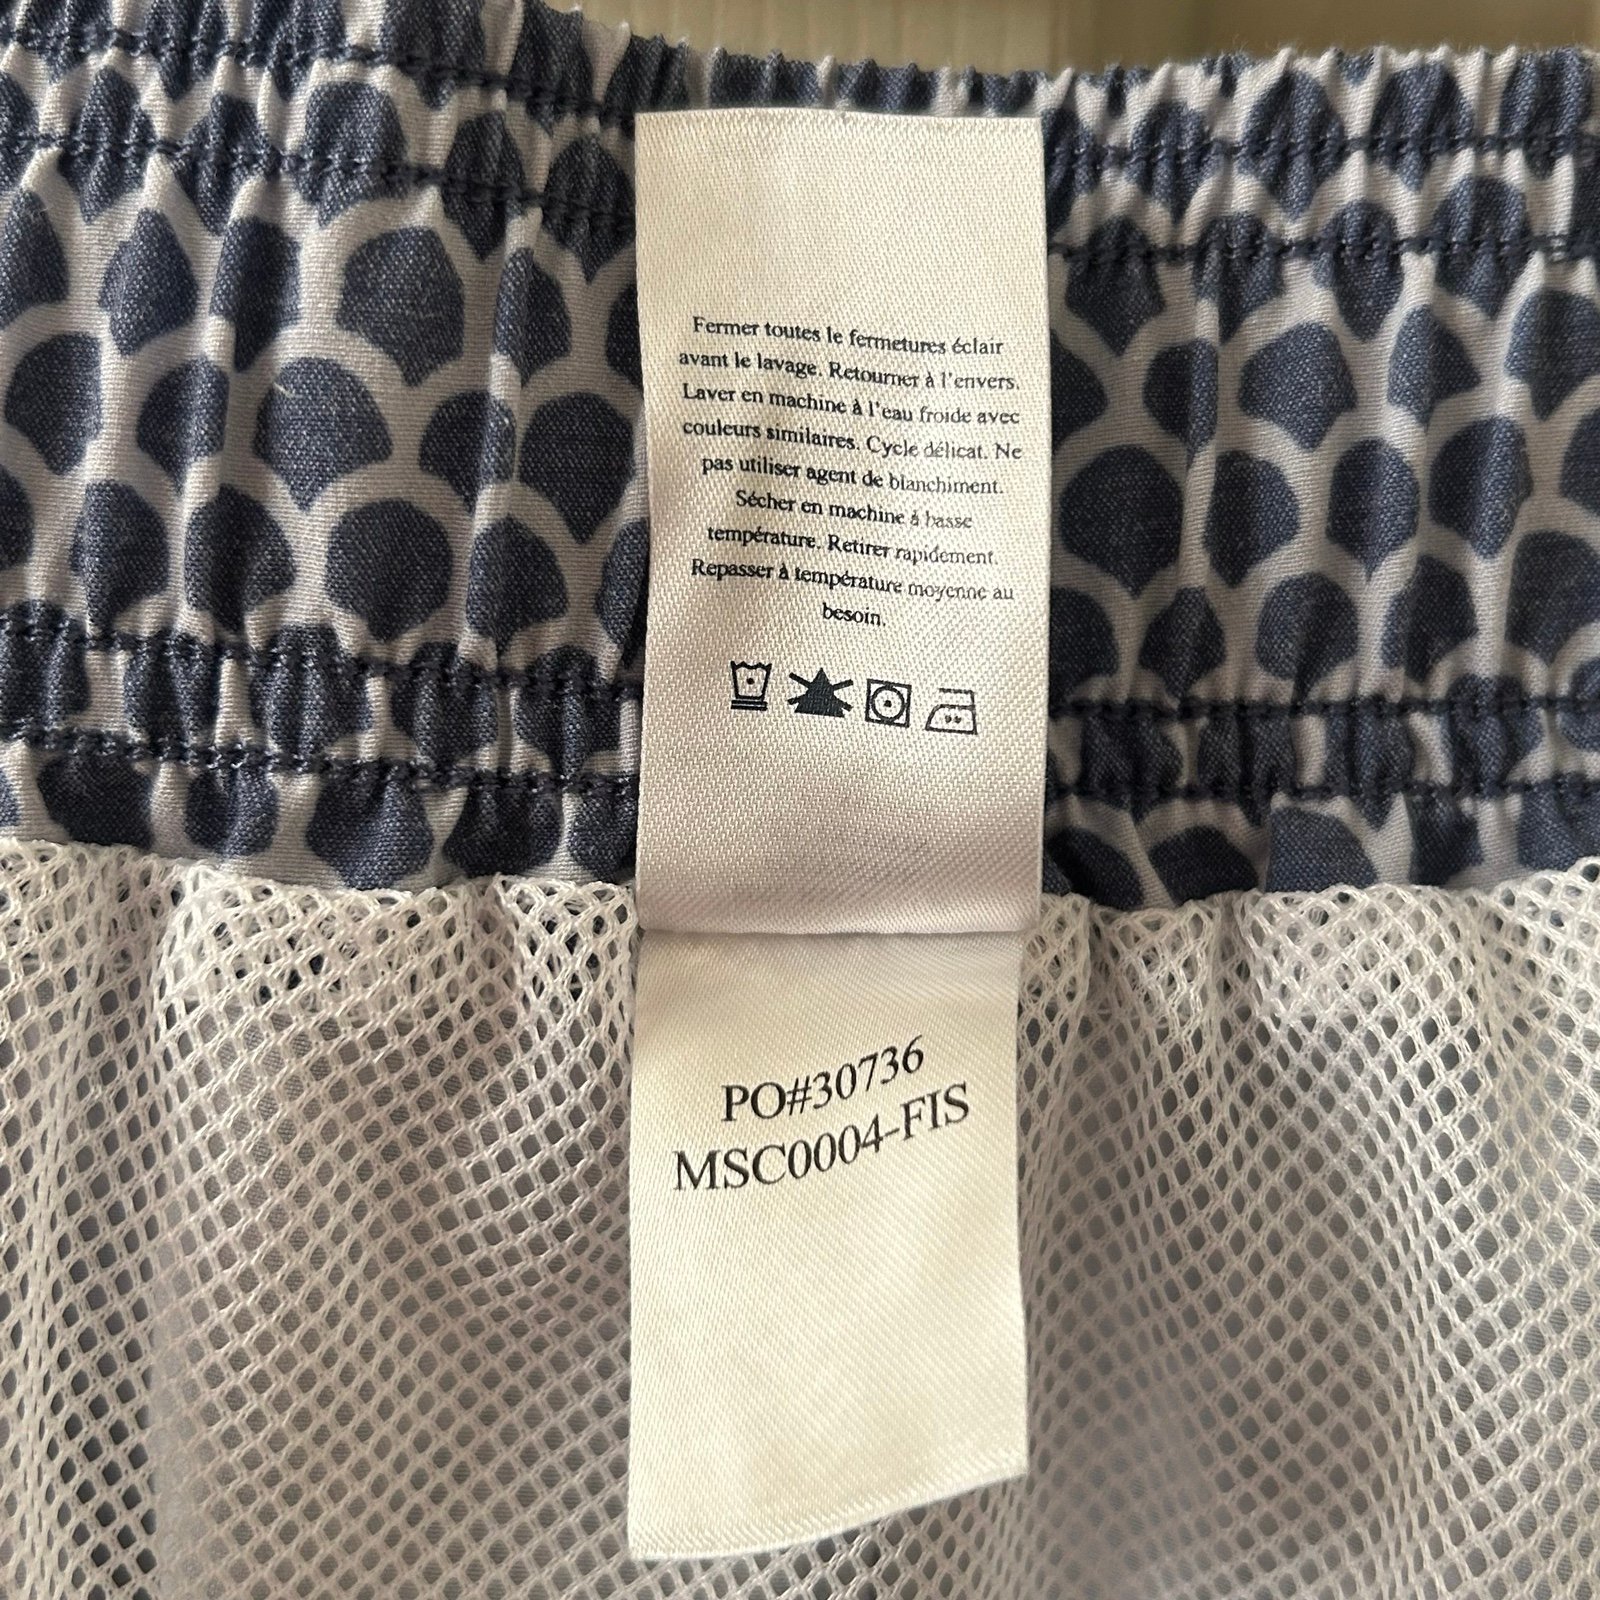 Fermer toutes le fermetures éclair
avant le lavage. Retourner à l'envers.
Laver en machine à l'eau froide avec
couleurs similaires. Cycle délicat. Ne
pas utiliser agent de blanchiment.
Sécher en machine à basse
température. Retirer rapidement.
Repasser à température moyenne au
besoin.
PO#30736
MSC0004-FIS